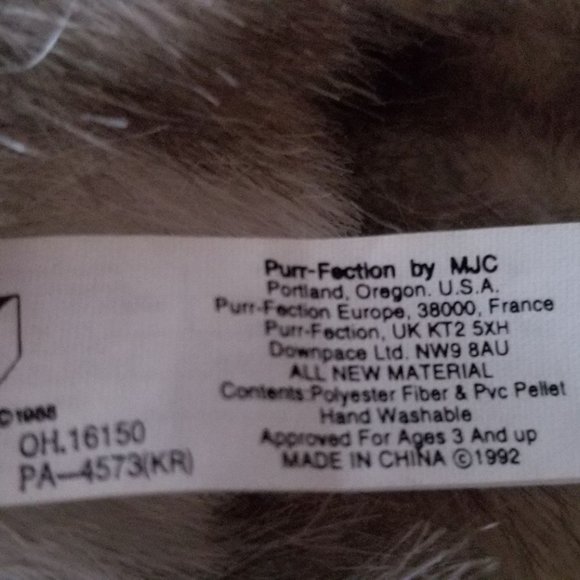 Purr-Fection by MJC
Portland, Oregon. U.S.A.
Purr-Fection Europe, 38000, France
Purr-Fection, UK KT2 5XH
Downpace Ltd. NW9 8AU
ALL NEW MATERIAL
Contents:Polyester Fiber & Pvc Pellet
Hand Washable
Approved For Ages 3 And up
MADE IN CHINA ©1992
©1988
OH.16150
PA-4573(KR)